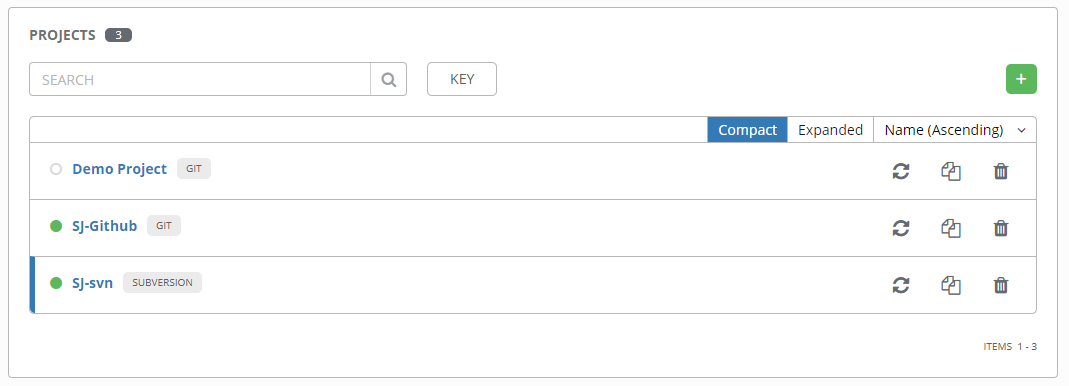 PROJECTS 3
SEARCH KEY +
Compact Expanded Name (Ascending)
Demo Project GIT
SJ-Github GIT
SJ-svn SUBVERSION
ITEMS 1 - 3